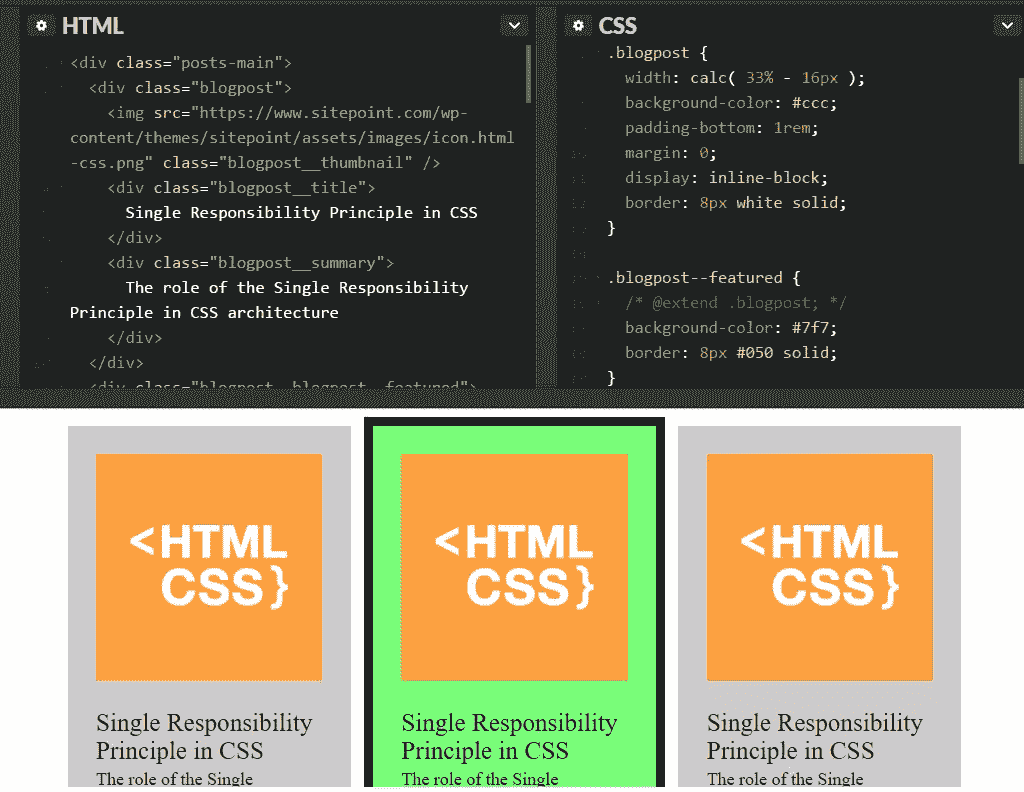 HTML
<div class="posts-main">
<div class="blogpost">
<img src="https://www.sitepoint.com/wp-
content/themes/sitepoint/assets/images/icon.html
-css.png" class="blogpost__thumbnail" />
<div class="blogpost__title">
Single Responsibility Principle in CSS
</div>
<div class="blogpost__summary">
The role of the Single Responsibility
Principle in CSS architecture
</div>
</div>
<div class="blogpost blogpost--featured">
CSS
.blogpost {
width: calc( 33% - 16px );
background-color: #ccc;
padding-bottom: 1rem;
margin: 0;
display: inline-block;
border: 8px white solid;
}
.blogpost--featured {
/* @extend .blogpost; */
background-color: #7f7;
border: 8px #050 solid;
}
<HTML
CSS}
Single Responsibility
Principle in CSS
The role of the Single
<HTML
CSS}
Single Responsibility
Principle in CSS
The role of the Single
<HTML
CSS}
Single Responsibility
Principle in CSS
The role of the Single